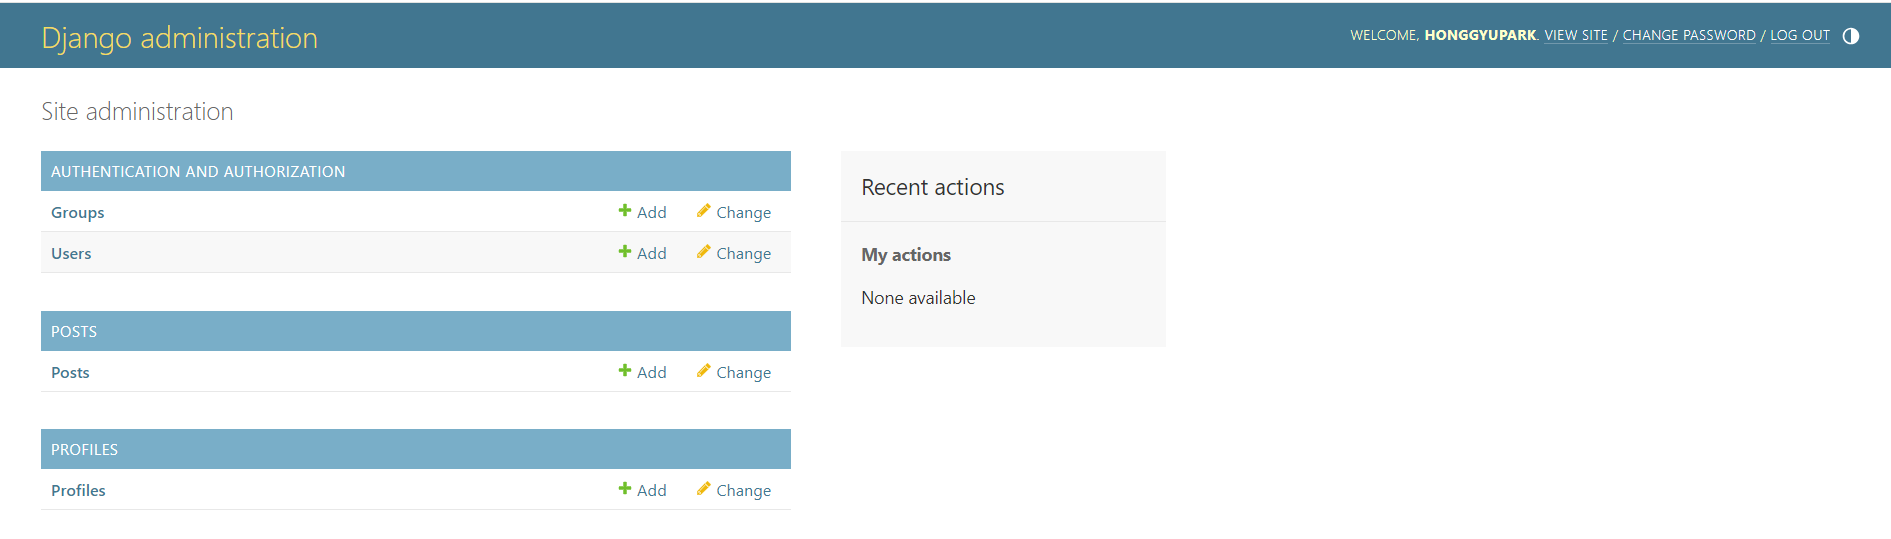 Django administration
WELCOME, HONGGYUPARK. VIEW SITE / CHANGE PASSWORD / LOG OUT
Site administration
AUTHENTICATION AND AUTHORIZATION
Groups Add Change
Users Add Change
POSTS
Posts Add Change
PROFILES
Profiles Add Change
Recent actions
My actions
None available